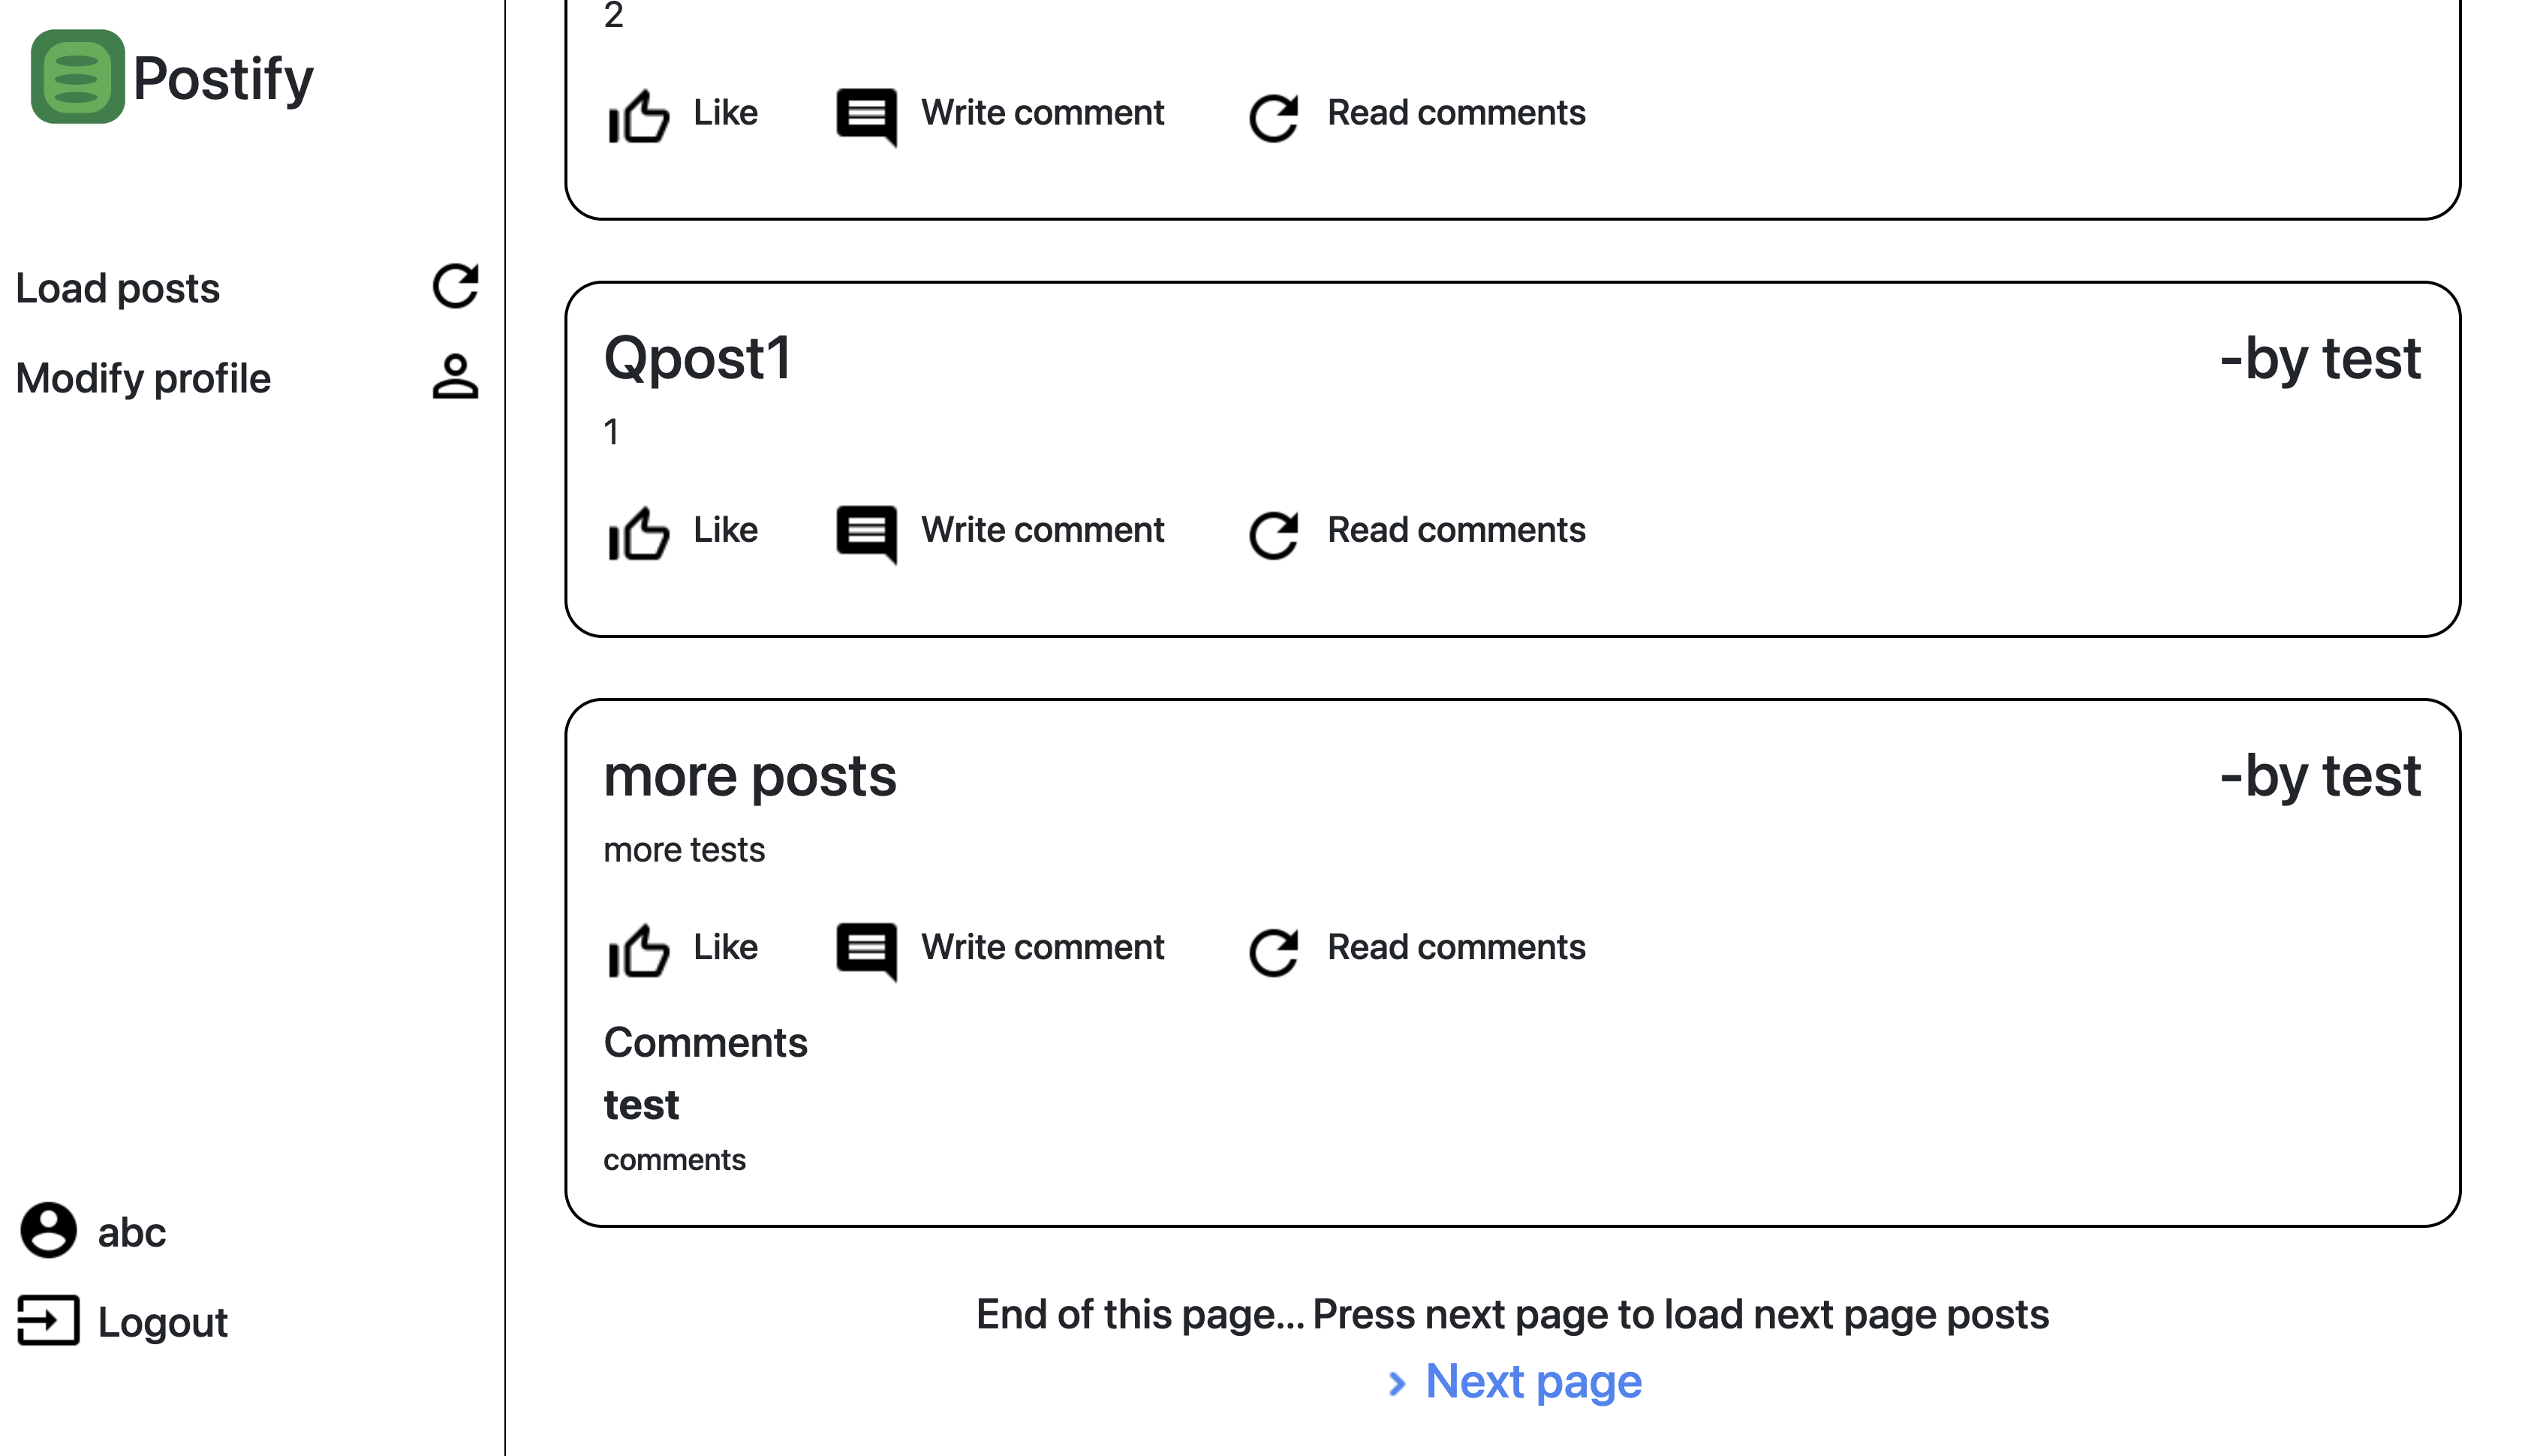 Postify
Load posts
Modify profile
abc
Logout
2
Like Write comment Read comments
Qpost1 -by test
1
Like Write comment Read comments
more posts -by test
more tests
Like Write comment Read comments
Comments
test
comments
End of this page... Press next page to load next page posts
Next page